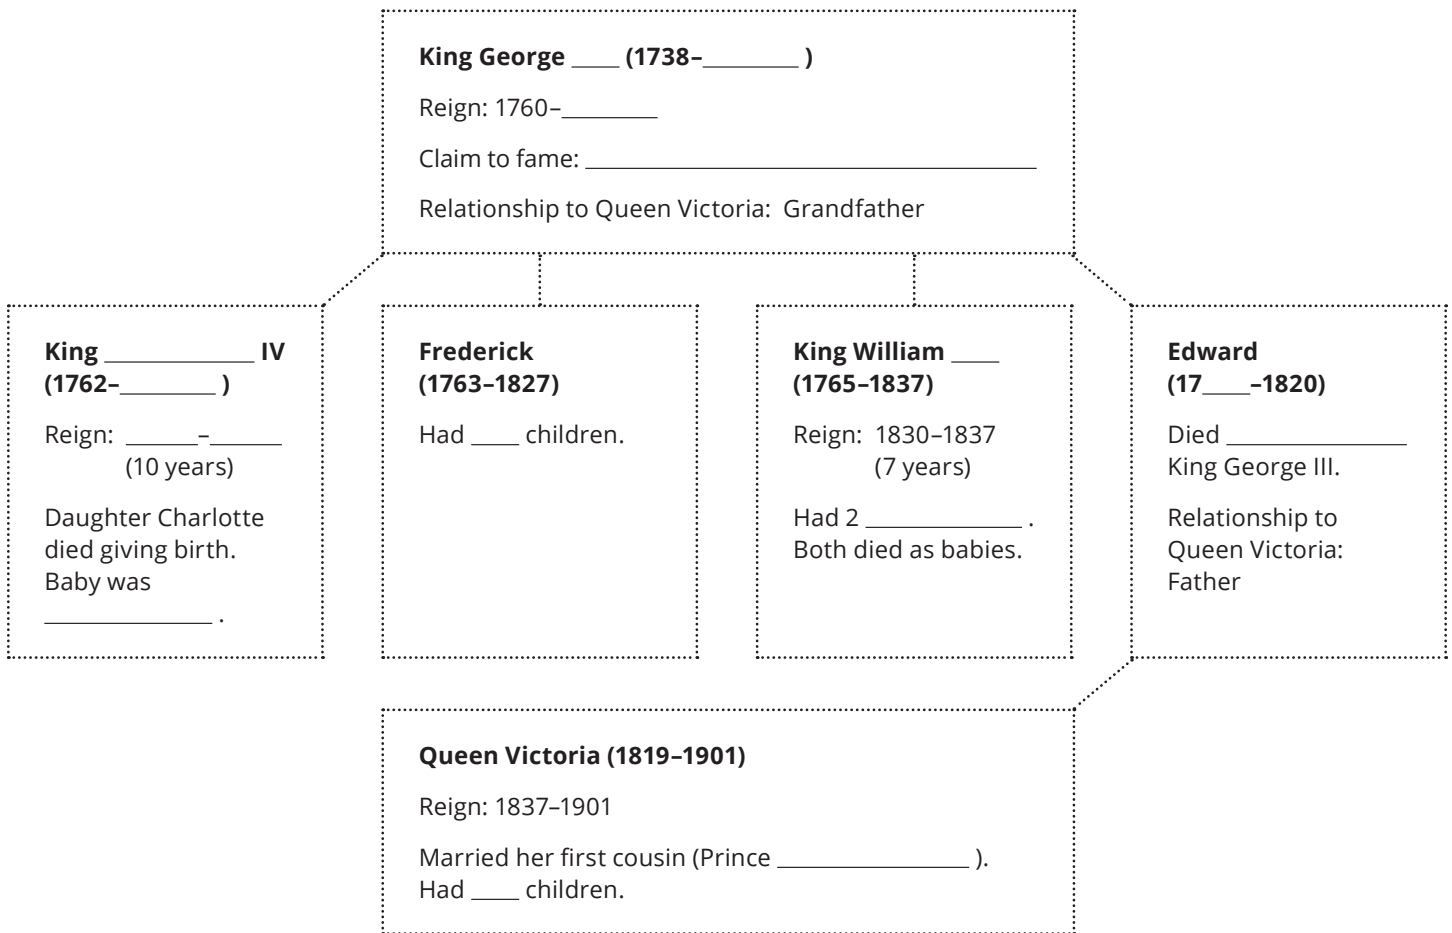 King George ____ (1738–________ )
Reign: 1760–________
Claim to fame: ______________________________________
Relationship to Queen Victoria: Grandfather
King ____________ IV
(1762–________ )
Reign: ______–______
(10 years)
Daughter Charlotte
died giving birth.
Baby was
______________ .
Frederick
(1763–1827)
Had ____ children.
King William ____
(1765–1837)
Reign: 1830–1837
(7 years)
Had 2 _____________ .
Both died as babies.
Edward
(17____–1820)
Died _______________
King George III.
Relationship to
Queen Victoria:
Father
Queen Victoria (1819–1901)
Reign: 1837–1901
Married her first cousin (Prince ________________ ).
Had ____ children.